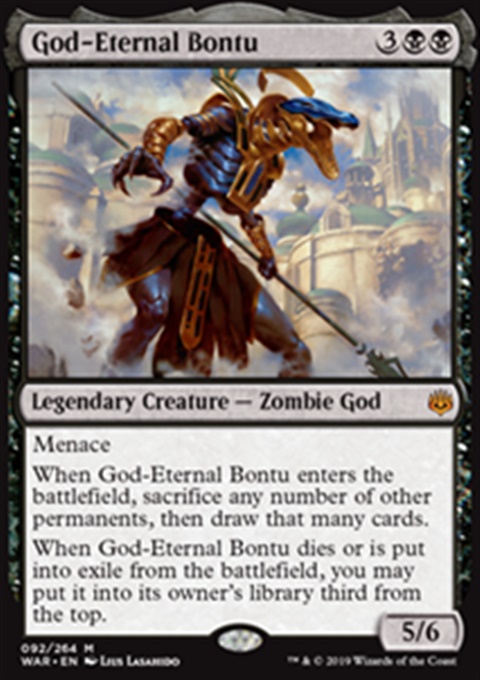 God-Eternal Bontu 3
Legendary Creature — Zombie God
Menace
When God-Eternal Bontu enters the
battlefield, sacrifice any number of other
permanents, then draw that many cards.
When God-Eternal Bontu dies or is put
into exile from the battlefield, you may
put it into its owner's library third from
the top.
5/6
092/264 M
WAR • EN Lius Lasahido
™ & © 2019 Wizards of the Coast